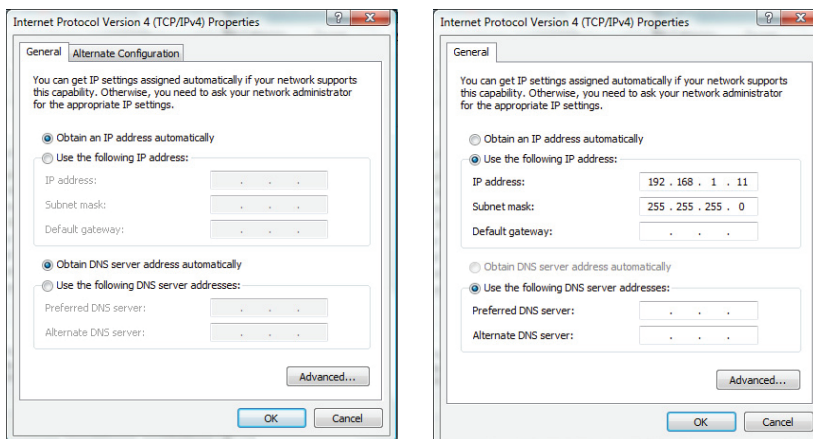 Internet Protocol Version 4 (TCP/IPv4) Properties
General
Alternate Configuration
You can get IP settings assigned automatically if your network supports
this capability. Otherwise, you need to ask your network administrator
for the appropriate IP settings.
Obtain an IP address automatically
Use the following IP address:
IP address:
Subnet mask:
Default gateway:
Obtain DNS server address automatically
Use the following DNS server addresses:
Preferred DNS server:
Alternate DNS server:
Advanced...
OK
Cancel
Internet Protocol Version 4 (TCP/IPv4) Properties
General
You can get IP settings assigned automatically if your network supports
this capability. Otherwise, you need to ask your network administrator
for the appropriate IP settings.
Obtain an IP address automatically
Use the following IP address:
IP address: 192 . 168 . 1 . 11
Subnet mask: 255 . 255 . 255 . 0
Default gateway: . . .
Obtain DNS server address automatically
Use the following DNS server addresses:
Preferred DNS server: . . .
Alternate DNS server: . . .
Advanced...
OK
Cancel